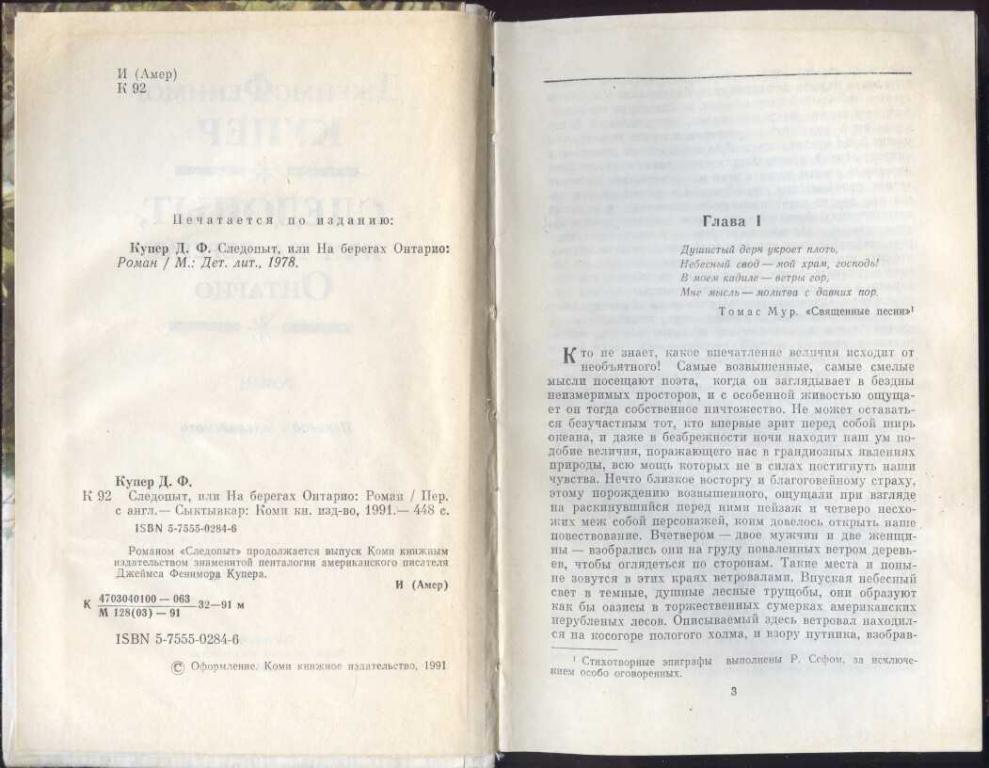 И (Амер)
К 92
Печатается по изданию:
Купер Д. Ф. Следопыт, или На берегах Онтарио:
Роман / М.: Дет. лит., 1978.
Купер Д. Ф.
К 92 Следопыт, или На берегах Онтарио: Роман / Пер.
с англ.— Сыктывкар: Коми кн. изд-во, 1991.— 448 с.
ISBN 5-7555-0284-6
Романом «Следопыт» продолжается выпуск Коми книжным
издательством знаменитой пенталогии американского писателя
Джеймса Фенимора Купера.
И (Амер)
К 4703040100 — 063
М 128(03) — 91
32—91 м
ISBN 5-7555-0284-6
© Оформление. Коми книжное издательство, 1991
Глава I
Душистый дерн укроет плоть,
Небесный свод — мой храм, господь!
В моем кадиле — ветры гор,
Мне мысль — молитва с давних пор.
Томас Мур. «Священные песни»¹
Кто не знает, какое впечатление величия исходит от
необъятного! Самые возвышенные, самые смелые
мысли посещают поэта, когда он заглядывает в бездны
неизмеримых просторов, и с особенной живостью ощуща-
ет он тогда собственное ничтожество. Не может оставать-
ся безучастным тот, кто впервые зрит перед собой ширь
океана, и даже в безбрежности ночи находит наш ум по-
добие величия, поражающего нас в грандиозных явлениях
природы, всю мощь которых не в силах постигнуть наши
чувства. Нечто близкое восторгу и благоговейному страху,
этому порождению возвышенного, ощущали при взгляде
на раскинувшийся перед ними пейзаж и четверо несхо-
жих меж собой персонажей, коим довелось открыть наше
повествование. Вчетвером — двое мужчин и две женщи-
ны — взобрались они на груду поваленных ветром деревь-
ев, чтобы оглядеться по сторонам. Такие места и поны-
не зовутся в этих краях ветровалами. Впуская небесный
свет в темные, душные лесные трущобы, они образуют
как бы оазисы в торжественных сумерках американских
нерубленых лесов. Описываемый здесь ветровал находил-
ся на косогоре пологого холма, и взору путника, взобрав-
¹ Стихотворные эпиграфы выполнены Р. Сефом, за исключе-
нием особо оговоренных.
3